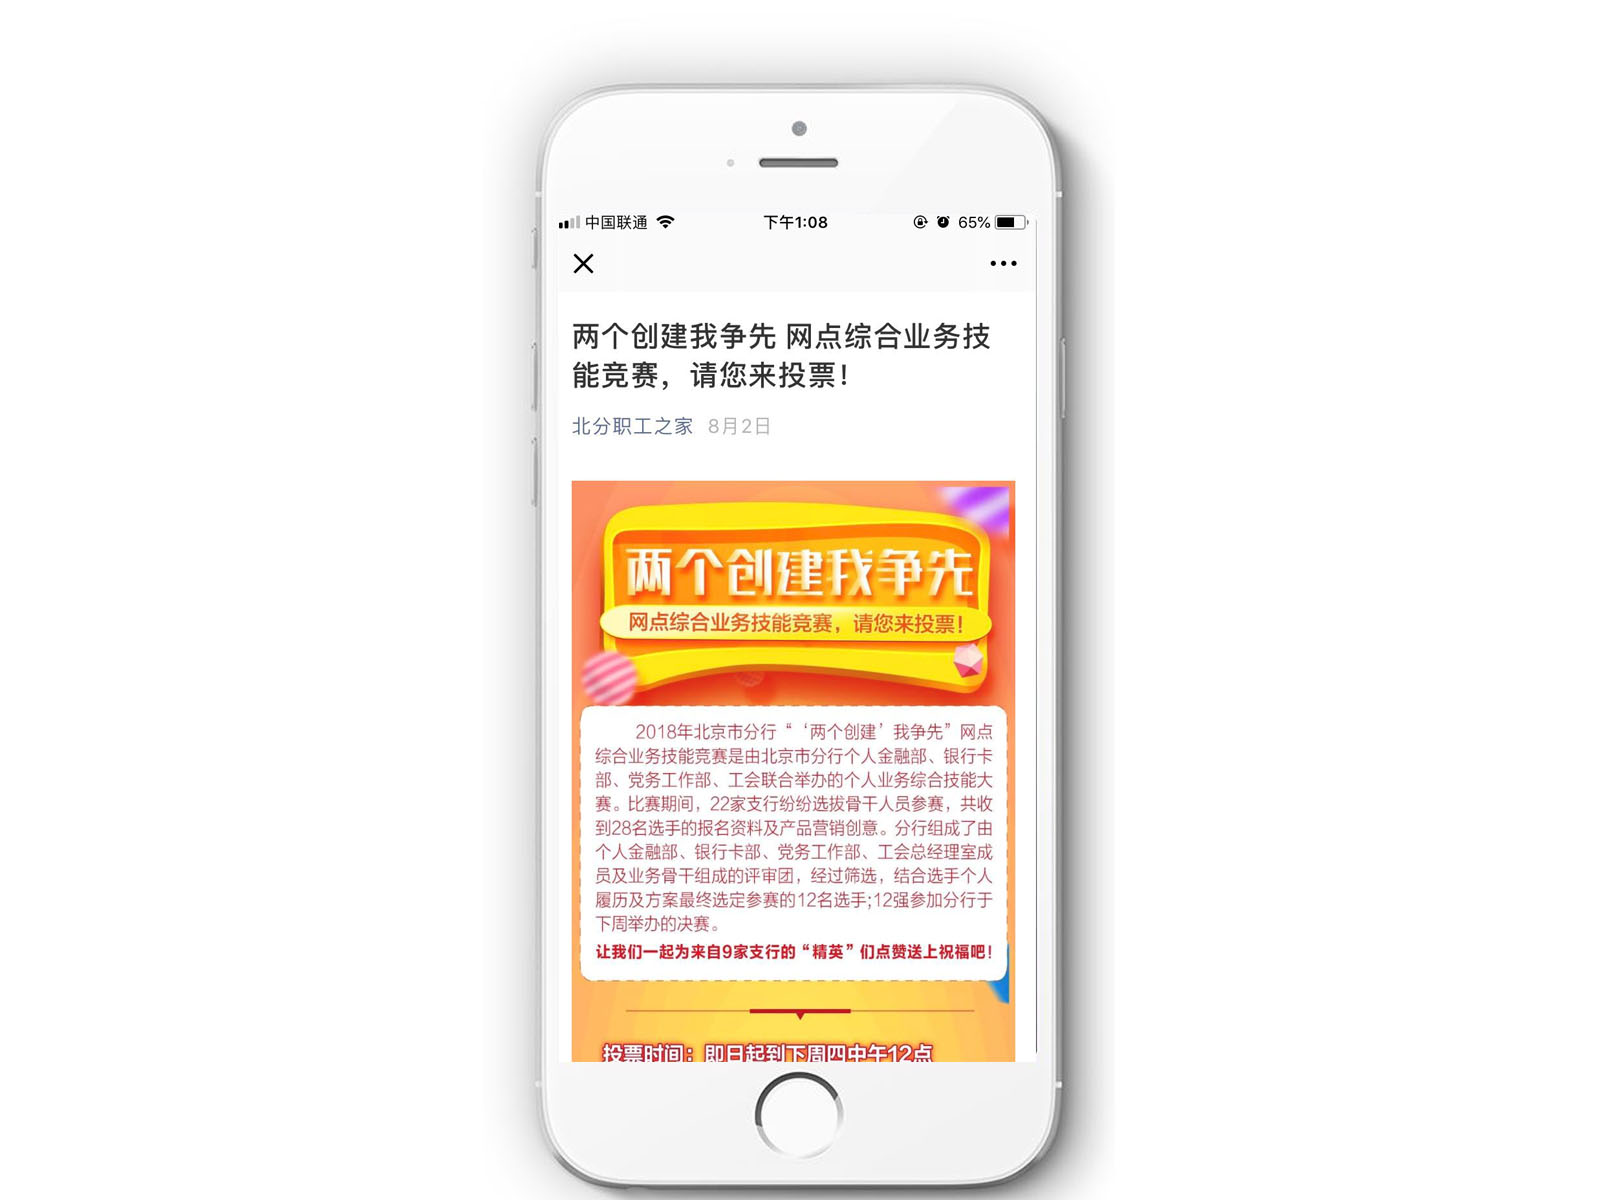 中国联通
下午1:08
65%
两个创建我争先 网点综合业务技
能竞赛，请您来投票！
北分职工之家 8月2日
两个创建我争先
网点综合业务技能竞赛，请您来投票！
2018年北京市分行“‘两个创建’我争先”网点
综合业务技能竞赛是由北京市分行个人金融部、银行卡
部、党务工作部、工会联合举办的个人业务综合技能大
赛。比赛期间，22家支行纷纷选拔骨干人员参赛，共收
到28名选手的报名资料及产品营销创意。分行组成了由
个人金融部、银行卡部、党务工作部、工会总经理室成
员及业务骨干组成的评审团，经过筛选，结合选手个人
履历及方案最终选定参赛的12名选手;12强参加分行于
下周举办的决赛。
让我们一起为来自9家支行的“精英”们点赞送上祝福吧！
投票时间：即日起到下周四中午12点